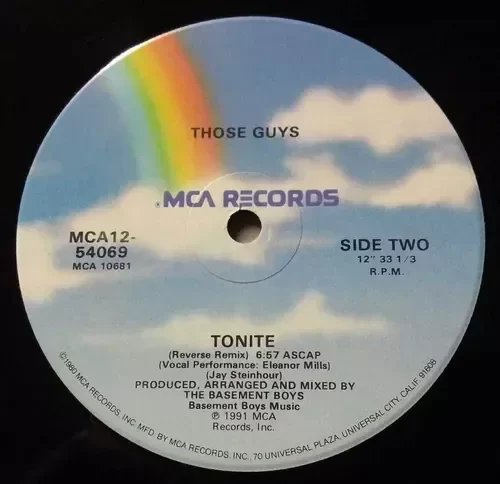 THOSE GUYS
MCA RECORDS
MCA12-
54069
MCA 10681
SIDE TWO
12" 33 1/3
R.P.M.
TONITE
(Reverse Remix) 6:57 ASCAP
(Vocal Performance: Eleanor Mills)
(Jay Steinhour)
PRODUCED, ARRANGED AND MIXED BY
THE BASEMENT BOYS
Basement Boys Music
℗ 1991 MCA
Records, Inc.
©1980 MCA RECORDS, INC. MFG. BY MCA RECORDS, INC., 70 UNIVERSAL PLAZA, UNIVERSAL CITY, CALIF. 91608